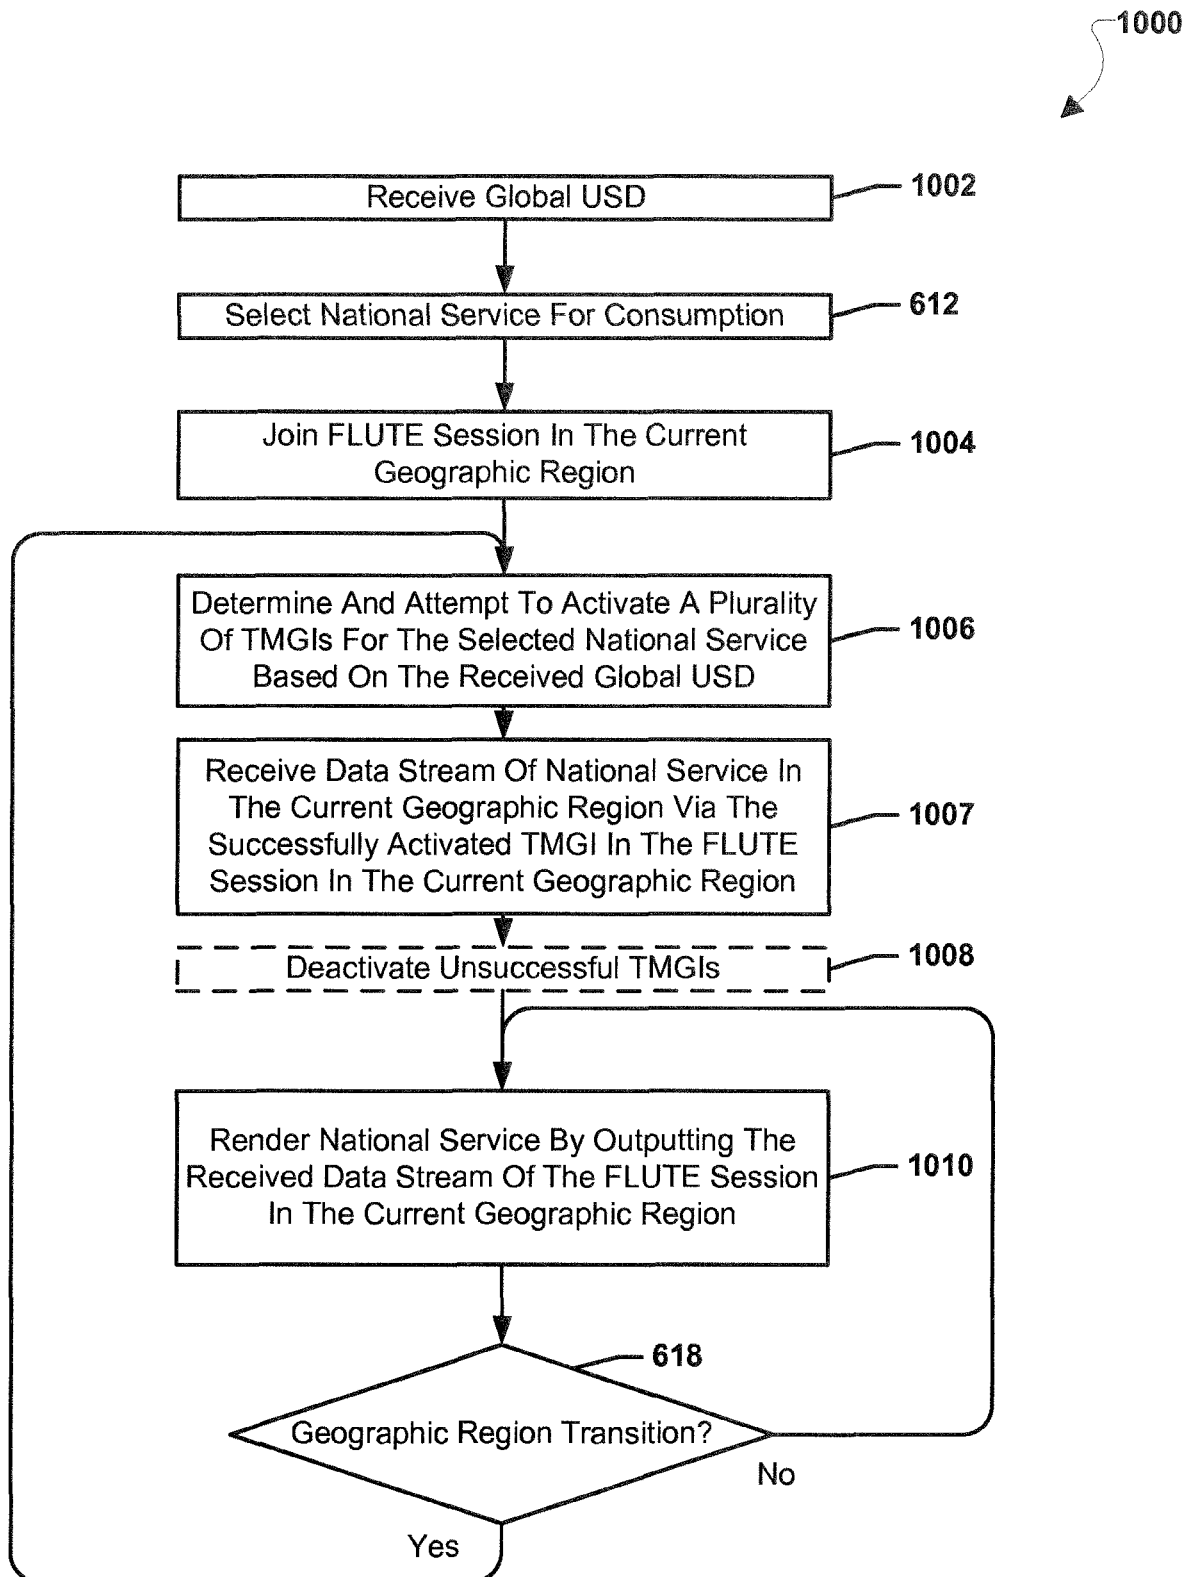 1000
Receive Global USD
1002
Select National Service For Consumption
612
Join FLUTE Session In The Current
Geographic Region
1004
Determine And Attempt To Activate A Plurality
Of TMGIs For The Selected National Service
Based On The Received Global USD
1006
Receive Data Stream Of National Service In
The Current Geographic Region Via The
Successfully Activated TMGI In The FLUTE
Session In The Current Geographic Region
1007
Deactivate Unsuccessful TMGIs
1008
Render National Service By Outputting The
Received Data Stream Of The FLUTE Session
In The Current Geographic Region
1010
618
Geographic Region Transition?
No
Yes